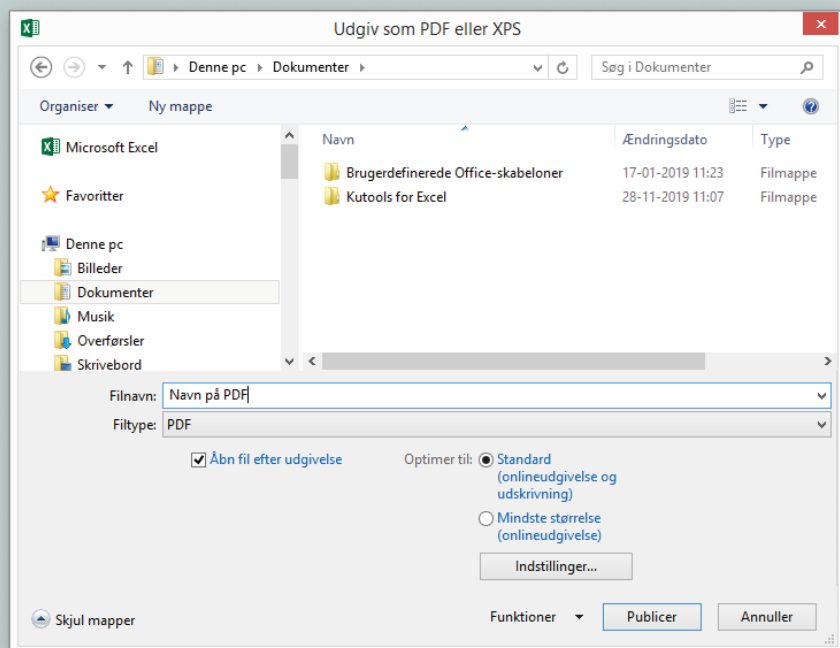 Udgiv som PDF eller XPS
Denne pc
Dokumenter
Søg i Dokumenter
Organiser
Ny mappe
Microsoft Excel
Favoritter
Denne pc
Billeder
Dokumenter
Musik
Overførsler
Skrivebord
Navn
Ændringsdato
Type
Brugerdefinerede Office-skabeloner
17-01-2019 11:23
Filmappe
Kutools for Excel
28-11-2019 11:07
Filmappe
Filnavn: Navn på PDF
Filtype: PDF
Åbn fil efter udgivelse
Optimer til:
Standard
(onlineudgivelse og
udskrivning)
Mindste størrelse
(onlineudgivelse)
Indstillinger...
Skjul mapper
Funktioner
Publicer
Annuller